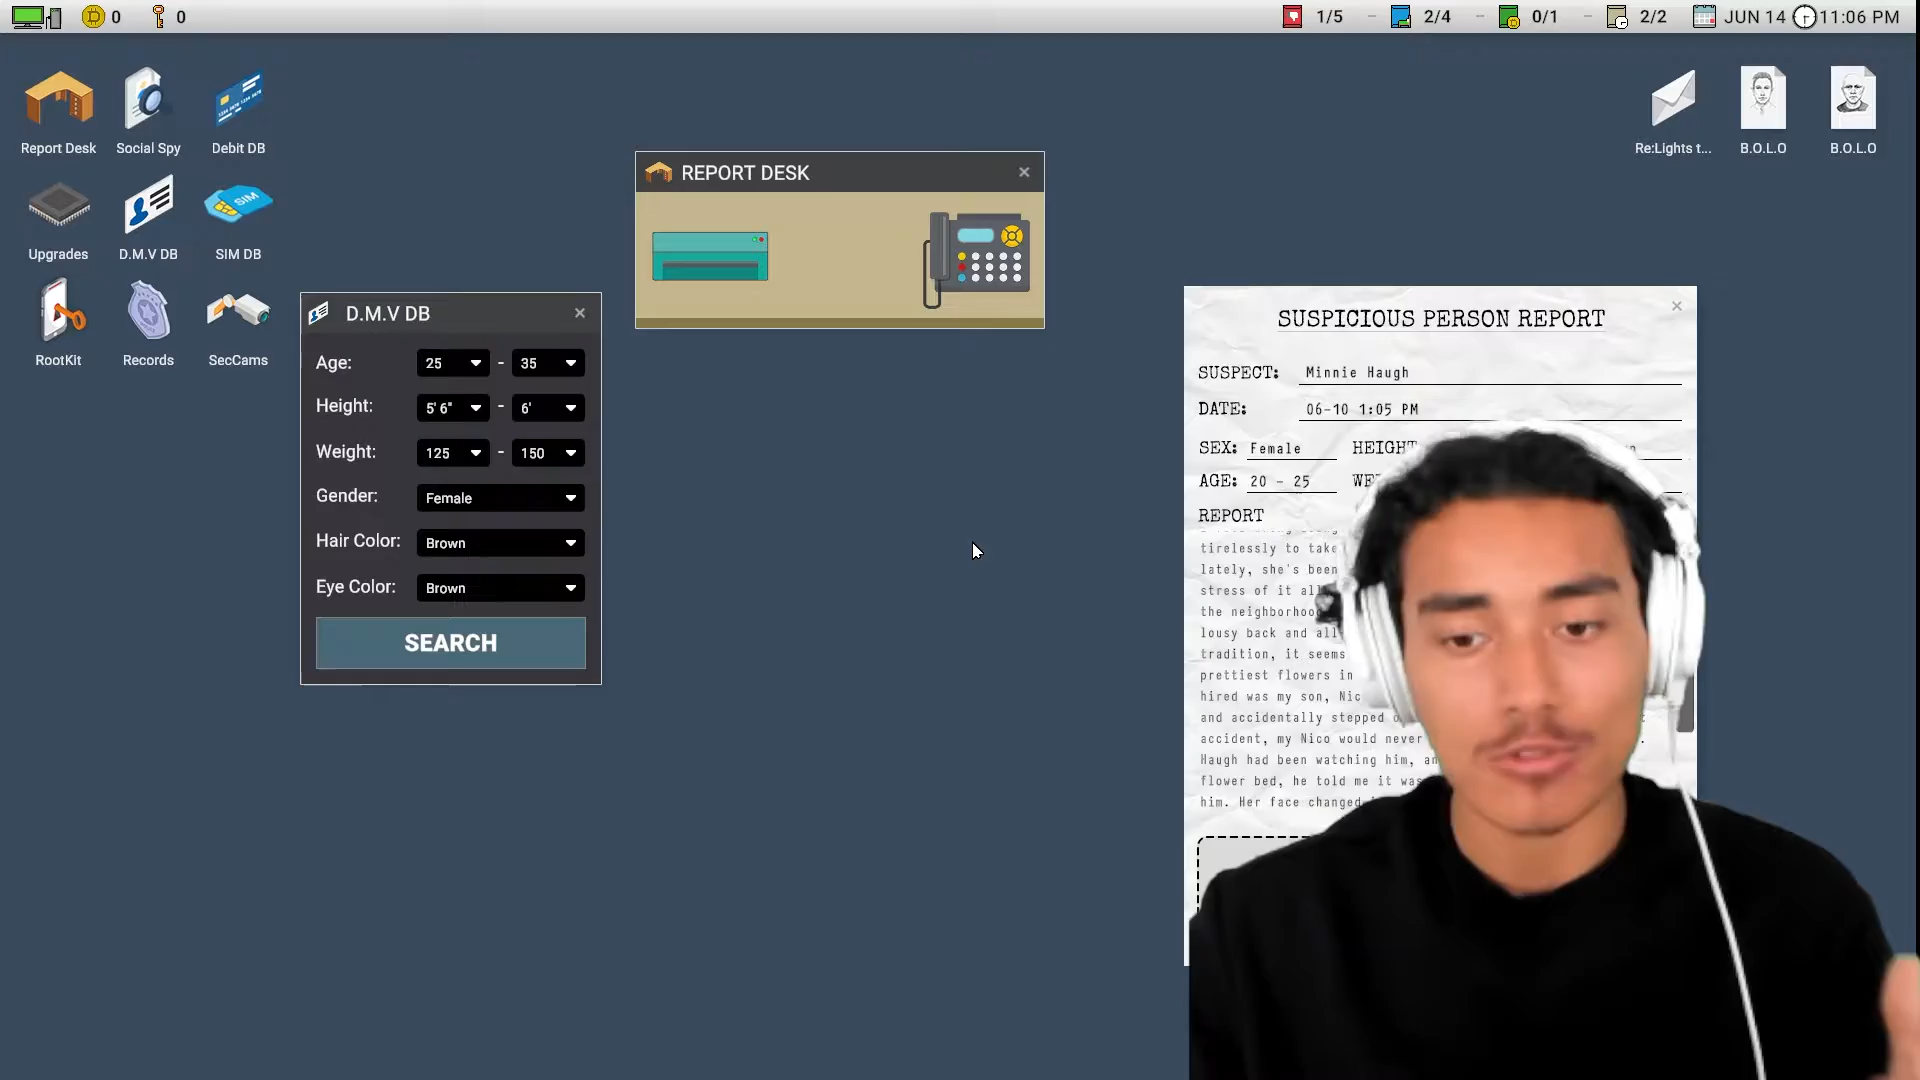 0 0 1/5 - 2/4 - 0/1 - 2/2 JUN 14 11:06 PM
Report Desk Social Spy Debit DB
Re:Lights t... B.O.L.O B.O.L.O
Upgrades D.M.V DB SIM DB
SIM
RootKit Records SecCams
REPORT DESK ×
D.M.V DB ×
Age: 25 - 35
Height: 5' 6" - 6'
Weight: 125 - 150
Gender: Female
Hair Color: Brown
Eye Color: Brown
SEARCH
×
SUSPICIOUS PERSON REPORT
SUSPECT: Minnie Haugh
DATE: 06-10 1:05 PM
SEX: Female HEIGHT
AGE: 20 - 25
REPORT
tirelessly to take
lately, she's been
stress of it
the
lousy back and
tradition, it seems
prettiest flowers in
hired was my son,
and accidentally stepped
accident, my Nico would never
Haugh had been watching him,
flower bed, he told me it
him. Her face changed